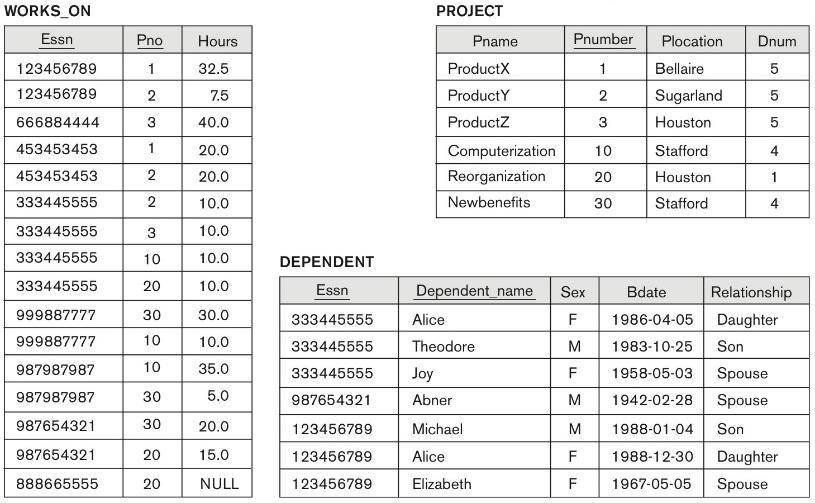 WORKS_ON
Essn Pno Hours
123456789 1 32.5
123456789 2 7.5
666884444 3 40.0
453453453 1 20.0
453453453 2 20.0
333445555 2 10.0
333445555 3 10.0
333445555 10 10.0
333445555 20 10.0
999887777 30 30.0
999887777 10 10.0
987987987 10 35.0
987987987 30 5.0
987654321 30 20.0
987654321 20 15.0
888665555 20 NULL
PROJECT
Pname Pnumber Plocation Dnum
ProductX 1 Bellaire 5
ProductY 2 Sugarland 5
ProductZ 3 Houston 5
Computerization 10 Stafford 4
Reorganization 20 Houston 1
Newbenefits 30 Stafford 4
DEPENDENT
Essn Dependent_name Sex Bdate Relationship
333445555 Alice F 1986-04-05 Daughter
333445555 Theodore M 1983-10-25 Son
333445555 Joy F 1958-05-03 Spouse
987654321 Abner M 1942-02-28 Spouse
123456789 Michael M 1988-01-04 Son
123456789 Alice F 1988-12-30 Daughter
123456789 Elizabeth F 1967-05-05 Spouse